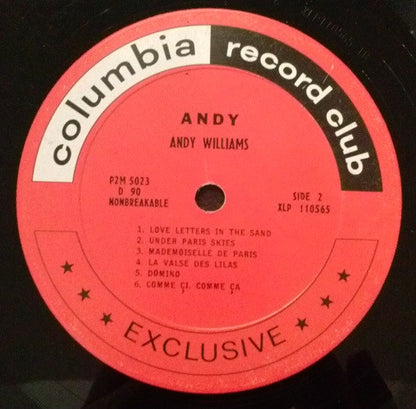 columbia record club
ANDY
ANDY WILLIAMS
P2M 5023
D 90
NONBREAKABLE
SIDE 2
XLP 110565
1. LOVE LETTERS IN THE SAND
2. UNDER PARIS SKIES
3. MADEMOISELLE DE PARIS
4. LA VALSE DES LILAS
5. DOMINO
6. COMME ÇI, COMME ÇA
★ ★ ★ EXCLUSIVE ★ ★ ★